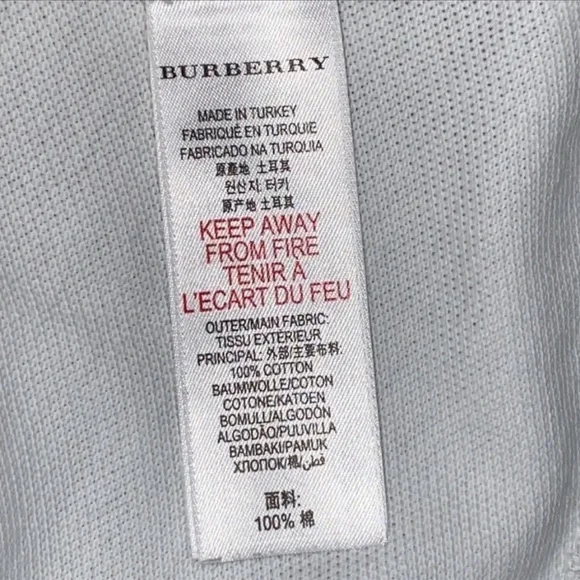 BURBERRY
MADE IN TURKEY
FABRIQUÉ EN TURQUIE
FABRICADO NA TURQUIA
原產地 土耳其
원산지 터키
原产地 土耳其
KEEP AWAY
FROM FIRE
TENIR À
L'ECART DU FEU
OUTER/MAIN FABRIC:
TISSU EXTÉRIEUR
PRINCIPAL: 外部/主要布料:
100% COTTON
BAUMWOLLE/COTON
COTONE/KATOEN
BOMULL/ALGODÓN
ALGODÃO/PUUVILLA
BAMBAKI/PAMUK
ХЛОПОК/棉/قطن
面料:
100% 棉